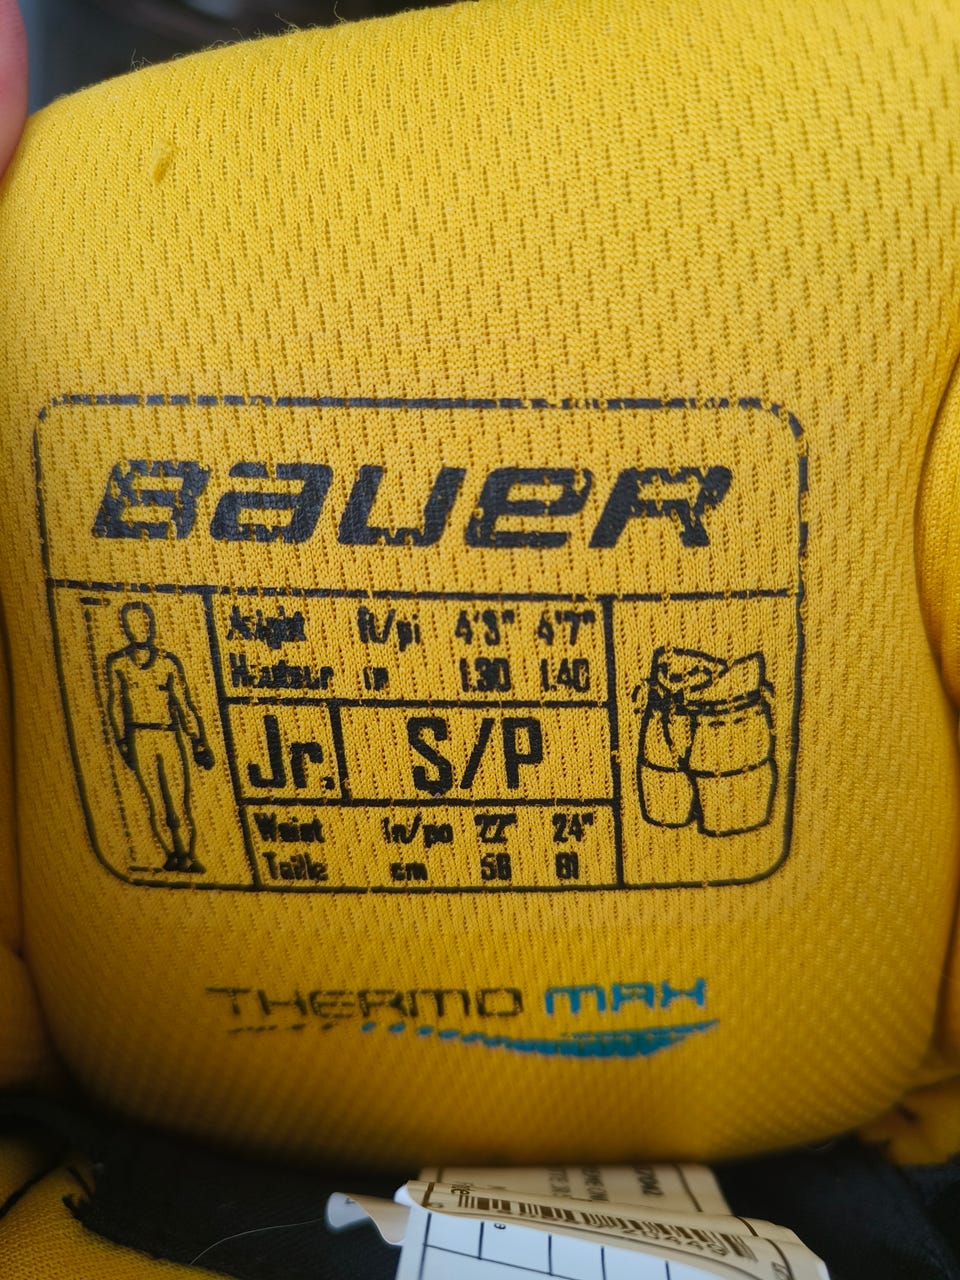 BAUER
Height ft/pi 4'3" 4'7"
Hauteur m 1.30 1.40
Jr. S/P
Waist in/po 22" 24"
Taille cm 56 61
THERMO MAX